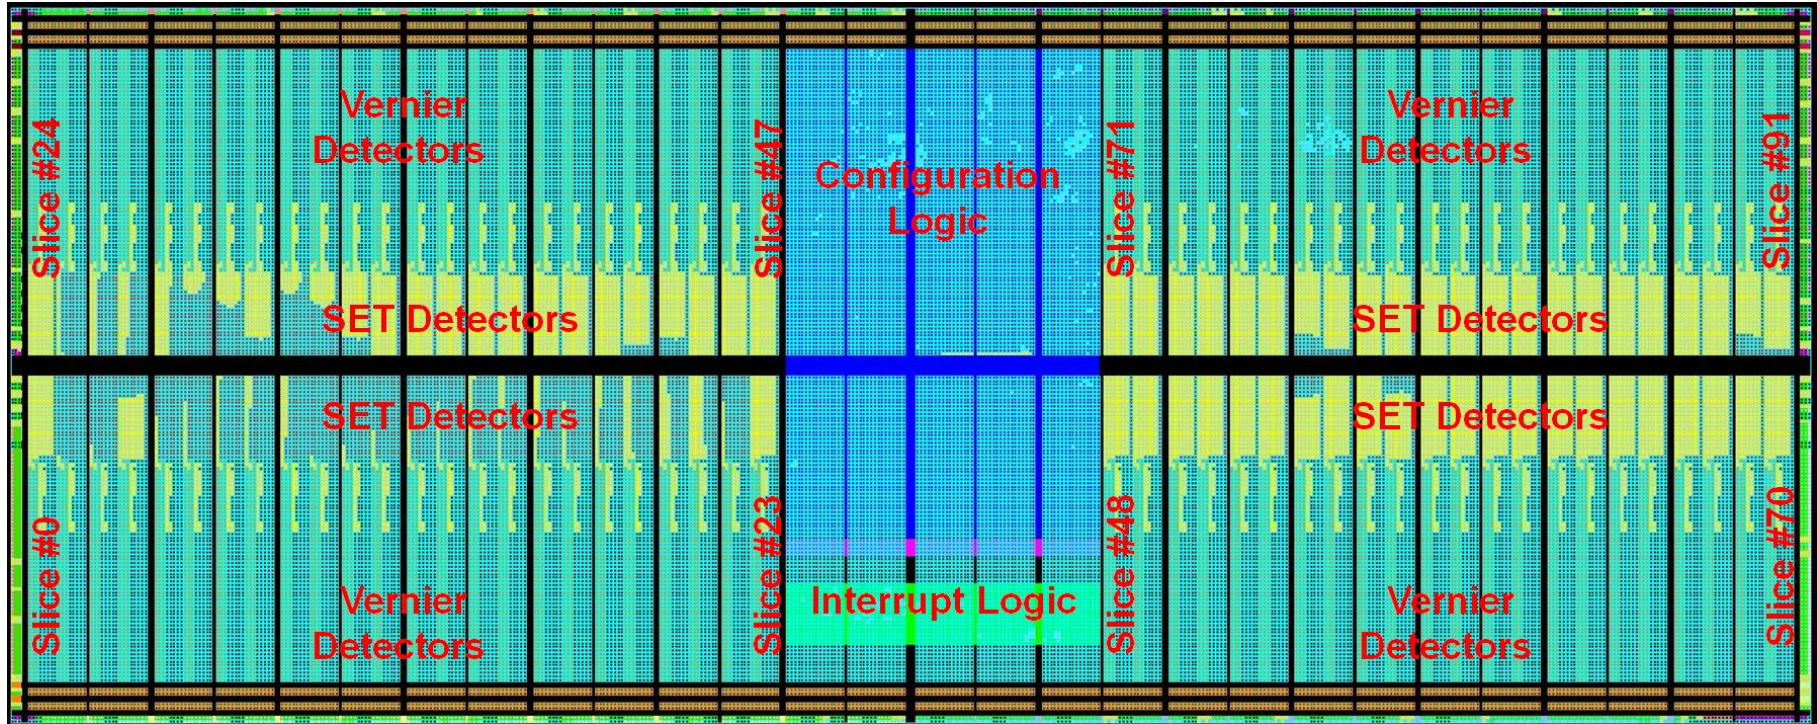 Slice #24
Vernier
Detectors
SET Detectors
Slice #47
Configuration
Logic
Slice #71
Vernier
Detectors
SET Detectors
Slice #91
Slice #0
SET Detectors
Vernier
Detectors
Slice #23
Interrupt Logic
Slice #48
SET Detectors
Vernier
Detectors
Slice #70